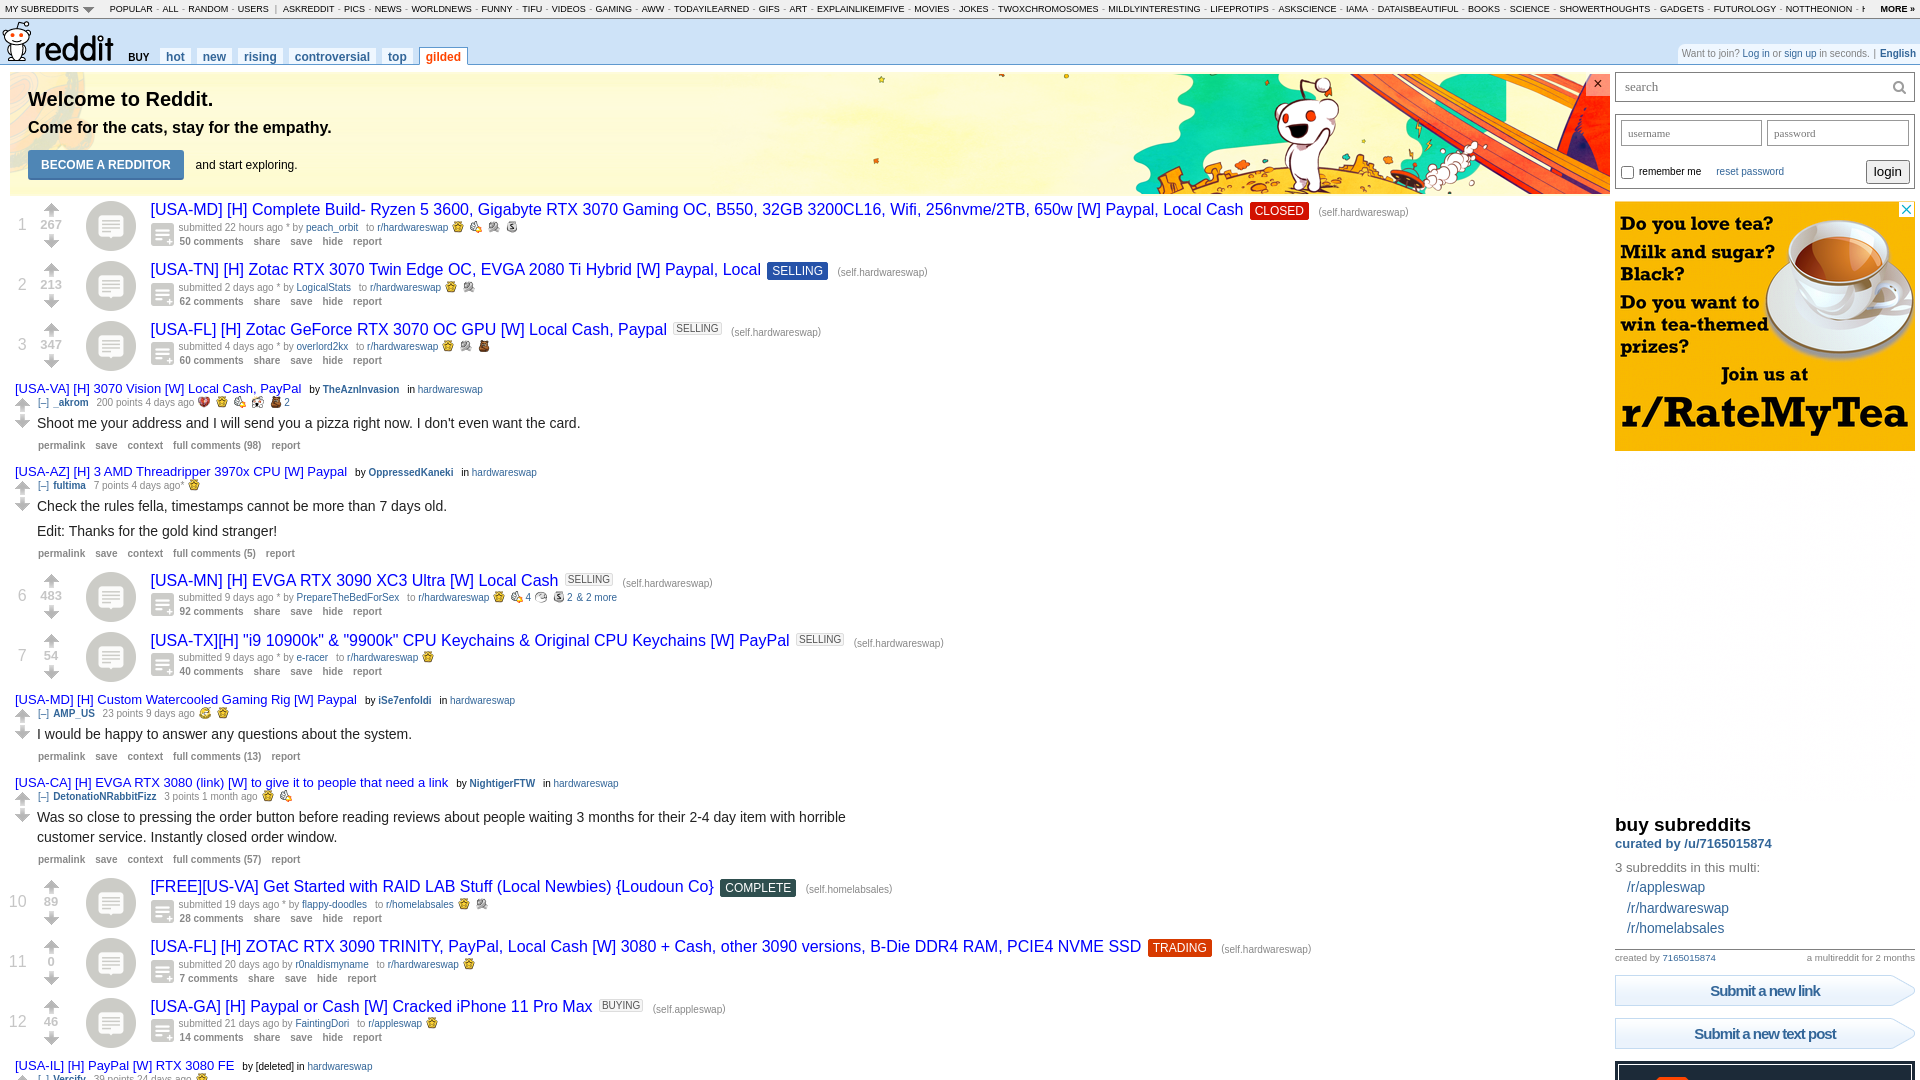 MY SUBREDDITS POPULAR - ALL - RANDOM - USERS | ASKREDDIT - PICS - NEWS - WORLDNEWS - FUNNY - TIFU - VIDEOS - GAMING - AWW - TODAYILEARNED - GIFS - ART - EXPLAINLIKEIMFIVE - MOVIES - JOKES - TWOXCHROMOSOMES - MILDLYINTERESTING - LIFEPROTIPS - ASKSCIENCE - IAMA - DATAISBEAUTIFUL - BOOKS - SCIENCE - SHOWERTHOUGHTS - GADGETS - FUTUROLOGY - NOTTHEONION - MORE »
reddit BUY hot new rising controversial top gilded
Want to join? Log in or sign up in seconds. | English
Welcome to Reddit.
Come for the cats, stay for the empathy.
BECOME A REDDITOR and start exploring.
×
search
username password
remember me reset password login
1 267 [USA-MD] [H] Complete Build- Ryzen 5 3600, Gigabyte RTX 3070 Gaming OC, B550, 32GB 3200CL16, Wifi, 256nvme/2TB, 650w [W] Paypal, Local Cash CLOSED (self.hardwareswap)
submitted 22 hours ago * by peach_orbit to r/hardwareswap
50 comments share save hide report
2 213 [USA-TN] [H] Zotac RTX 3070 Twin Edge OC, EVGA 2080 Ti Hybrid [W] Paypal, Local SELLING (self.hardwareswap)
submitted 2 days ago * by LogicalStats to r/hardwareswap
62 comments share save hide report
3 347 [USA-FL] [H] Zotac GeForce RTX 3070 OC GPU [W] Local Cash, Paypal SELLING (self.hardwareswap)
submitted 4 days ago * by overlord2kx to r/hardwareswap
60 comments share save hide report
[USA-VA] [H] 3070 Vision [W] Local Cash, PayPal by TheAznInvasion in hardwareswap
[–] _akrom 200 points 4 days ago 2
Shoot me your address and I will send you a pizza right now. I don't even want the card.
permalink save context full comments (98) report
[USA-AZ] [H] 3 AMD Threadripper 3970x CPU [W] Paypal by OppressedKaneki in hardwareswap
[–] fultima 7 points 4 days ago*
Check the rules fella, timestamps cannot be more than 7 days old.
Edit: Thanks for the gold kind stranger!
permalink save context full comments (5) report
6 483 [USA-MN] [H] EVGA RTX 3090 XC3 Ultra [W] Local Cash SELLING (self.hardwareswap)
submitted 9 days ago * by PrepareTheBedForSex to r/hardwareswap 4 2 & 2 more
92 comments share save hide report
7 54 [USA-TX][H] "i9 10900k" & "9900k" CPU Keychains & Original CPU Keychains [W] PayPal SELLING (self.hardwareswap)
submitted 9 days ago * by e-racer to r/hardwareswap
40 comments share save hide report
[USA-MD] [H] Custom Watercooled Gaming Rig [W] Paypal by iSe7enfoldi in hardwareswap
[–] AMP_US 23 points 9 days ago
I would be happy to answer any questions about the system.
permalink save context full comments (13) report
[USA-CA] [H] EVGA RTX 3080 (link) [W] to give it to people that need a link by NightigerFTW in hardwareswap
[–] DetonatioNRabbitFizz 3 points 1 month ago
Was so close to pressing the order button before reading reviews about people waiting 3 months for their 2-4 day item with horrible
customer service. Instantly closed order window.
permalink save context full comments (57) report
10 89 [FREE][US-VA] Get Started with RAID LAB Stuff (Local Newbies) {Loudoun Co} COMPLETE (self.homelabsales)
submitted 19 days ago * by flappy-doodles to r/homelabsales
28 comments share save hide report
11 0 [USA-FL] [H] ZOTAC RTX 3090 TRINITY, PayPal, Local Cash [W] 3080 + Cash, other 3090 versions, B-Die DDR4 RAM, PCIE4 NVME SSD TRADING (self.hardwareswap)
submitted 20 days ago by r0naldismyname to r/hardwareswap
7 comments share save hide report
12 46 [USA-GA] [H] Paypal or Cash [W] Cracked iPhone 11 Pro Max BUYING (self.appleswap)
submitted 21 days ago by FaintingDori to r/appleswap
14 comments share save hide report
[USA-IL] [H] PayPal [W] RTX 3080 FE by [deleted] in hardwareswap
[–] Vercify 39 points 24 days ago
Do you love tea?
Milk and sugar?
Black?
Do you want to
win tea-themed
prizes?
Join us at
r/RateMyTea
buy subreddits
curated by /u/7165015874
3 subreddits in this multi:
/r/appleswap
/r/hardwareswap
/r/homelabsales
created by 7165015874 a multireddit for 2 months
Submit a new link
Submit a new text post